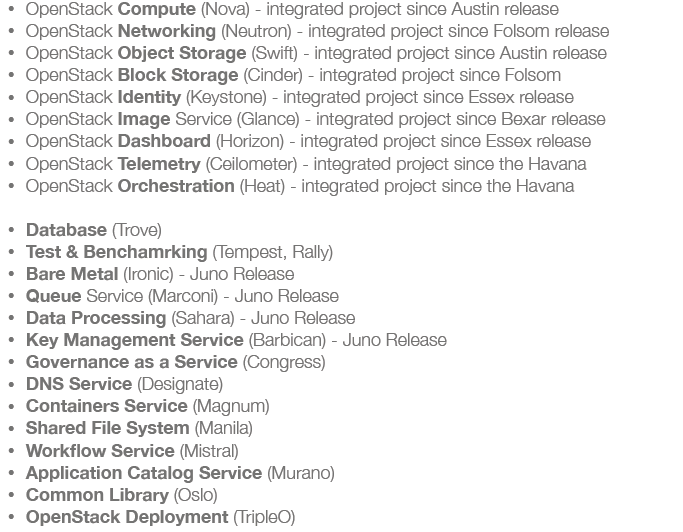 • OpenStack Compute (Nova) - integrated project since Austin release
• OpenStack Networking (Neutron) - integrated project since Folsom release
• OpenStack Object Storage (Swift) - integrated project since Austin release
• OpenStack Block Storage (Cinder) - integrated project since Folsom
• OpenStack Identity (Keystone) - integrated project since Essex release
• OpenStack Image Service (Glance) - integrated project since Bexar release
• OpenStack Dashboard (Horizon) - integrated project since Essex release
• OpenStack Telemetry (Ceilometer) - integrated project since the Havana
• OpenStack Orchestration (Heat) - integrated project since the Havana
• Database (Trove)
• Test & Benchamrking (Tempest, Rally)
• Bare Metal (Ironic) - Juno Release
• Queue Service (Marconi) - Juno Release
• Data Processing (Sahara) - Juno Release
• Key Management Service (Barbican) - Juno Release
• Governance as a Service (Congress)
• DNS Service (Designate)
• Containers Service (Magnum)
• Shared File System (Manila)
• Workflow Service (Mistral)
• Application Catalog Service (Murano)
• Common Library (Oslo)
• OpenStack Deployment (TripleO)